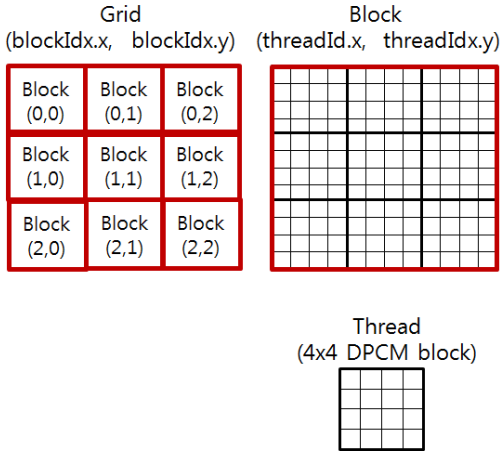 Grid
(blockIdx.x, blockIdx.y)
Block
(threadId.x, threadIdx.y)
Block
(0,0)
Block
(0,1)
Block
(0,2)
Block
(1,0)
Block
(1,1)
Block
(1,2)
Block
(2,0)
Block
(2,1)
Block
(2,2)
Thread
(4x4 DPCM block)